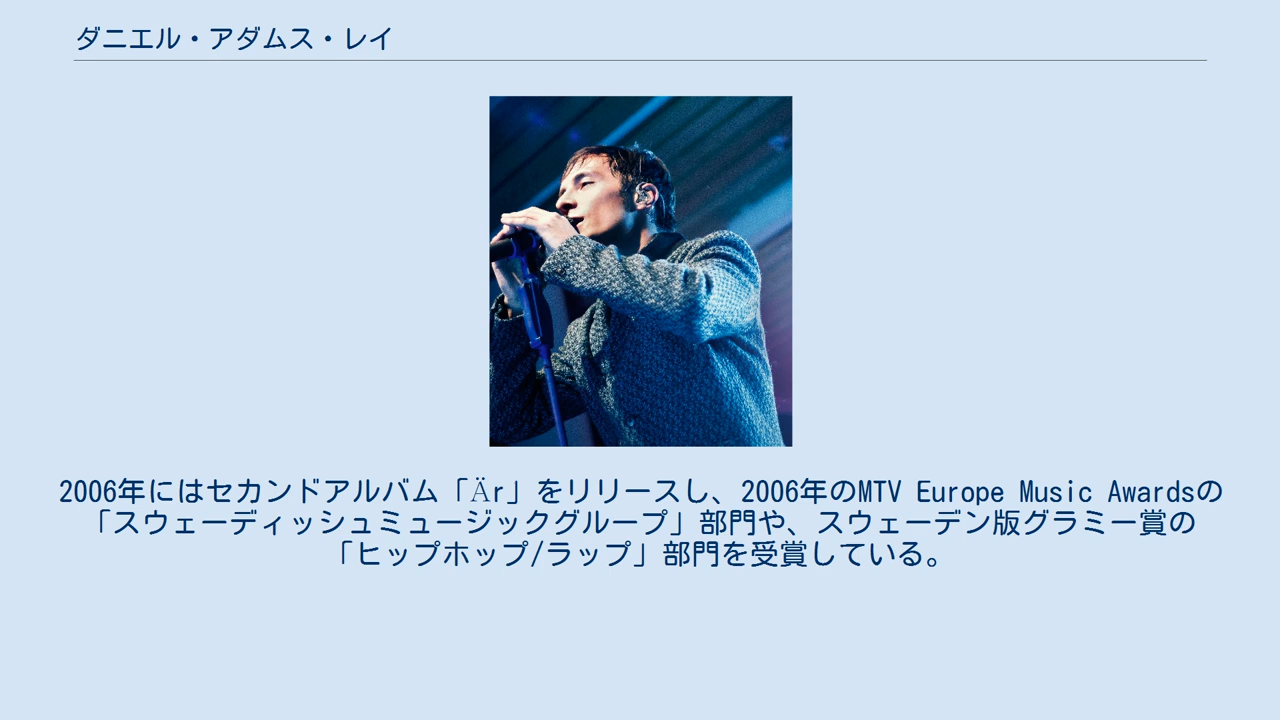 ダニエル・アダムス・レイ
2006年にはセカンドアルバム「Är」をリリースし、2006年のMTV Europe Music Awardsの
「スウェーディッシュミュージックグループ」部門や、スウェーデン版グラミー賞の
「ヒップホップ/ラップ」部門を受賞している。